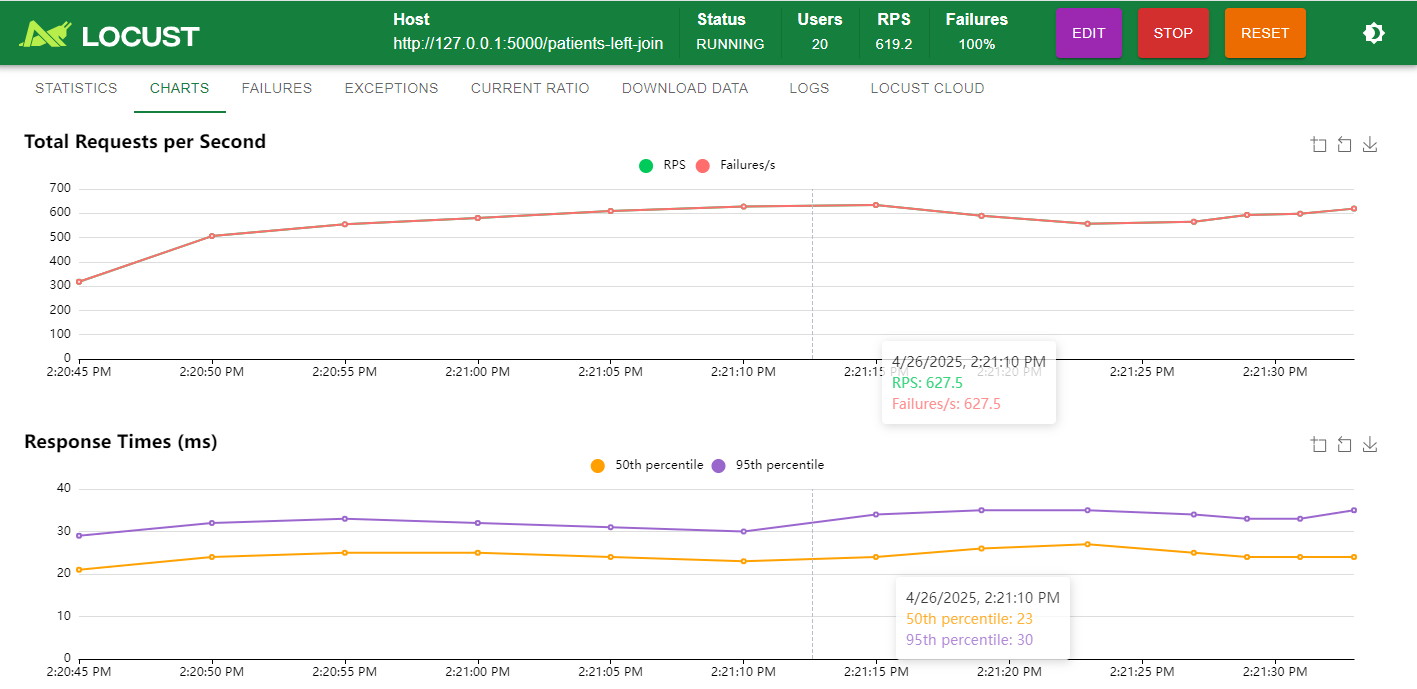 LOCUST
Host
http://127.0.0.1:5000/patients-left-join
Status
RUNNING
Users
20
RPS
619.2
Failures
100%
EDIT
STOP
RESET
STATISTICS CHARTS FAILURES EXCEPTIONS CURRENT RATIO DOWNLOAD DATA LOGS LOCUST CLOUD
Total Requests per Second
RPS Failures/s
700
600
500
400
300
200
100
0
2:20:45 PM 2:20:50 PM 2:20:55 PM 2:21:00 PM 2:21:05 PM 2:21:10 PM 2:21:15 PM 2:21:20 PM 2:21:25 PM 2:21:30 PM
4/26/2025, 2:21:10 PM
RPS: 627.5
Failures/s: 627.5
Response Times (ms)
50th percentile 95th percentile
40
30
20
10
0
4/26/2025, 2:21:10 PM
50th percentile: 23
95th percentile: 30
2:20:45 PM 2:20:50 PM 2:20:55 PM 2:21:00 PM 2:21:05 PM 2:21:10 PM 2:21:15 PM 2:21:20 PM 2:21:25 PM 2:21:30 PM